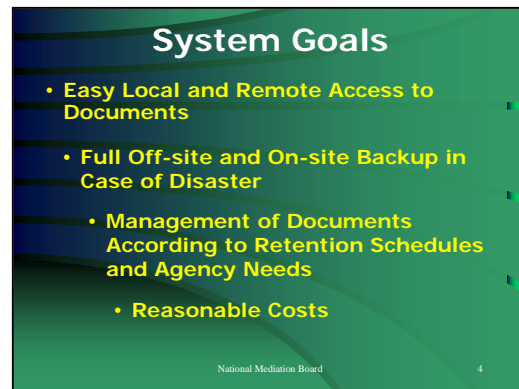 System Goals
• Easy Local and Remote Access to
Documents
• Full Off-site and On-site Backup in
Case of Disaster
• Management of Documents
According to Retention Schedules
and Agency Needs
• Reasonable Costs
National Mediation Board 4